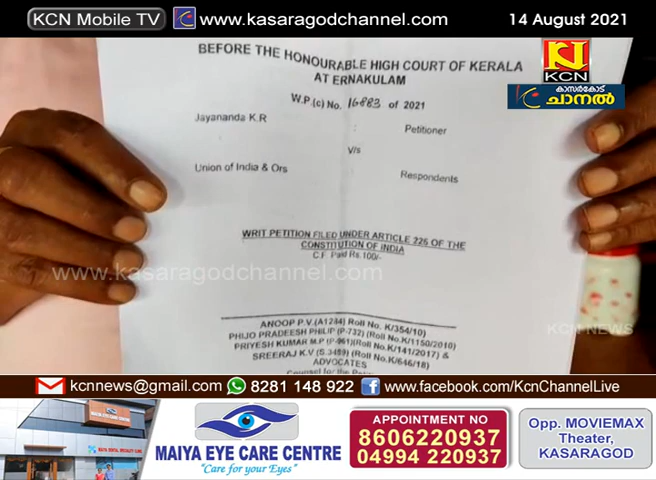 KCN Mobile TV www.kasaragodchannel.com 14 August 2021
KCN
കാസർകോട്
ചാനൽ
BEFORE THE HONOURABLE HIGH COURT OF KERALA
AT ERNAKULAM
W.P.(c) No. 16883 of 2021
Jayananda K.R : Petitioner
V/s
Union of India & Ors : Respondents
WRIT PETITION FILED UNDER ARTICLE 226 OF THE
CONSTITUTION OF INDIA
C.F. Paid Rs.100/-
www.kasaragodchannel.com
KCN NEWS
ANOOP P.V.(A1244) Roll No.K/354/10)
PHIJO PRADEESH PHILIP (P-732) (Roll No.K/1150/2010)
PRIYESH KUMAR M.P (P-961)(Roll No.K/141/2017) &
SREERAJ K.V (S.3489)(Roll No.K/646/18)
ADVOCATES
Counsel for the
kcnnews@gmail.com 8281 148 922 www.facebook.com/KcnChannelLive
MAIYA EYE CARE CENTRE
"Care for your Eyes"
APPOINTMENT NO
8606220937
04994 220937
Opp. MOVIEMAX
Theater,
KASARAGOD